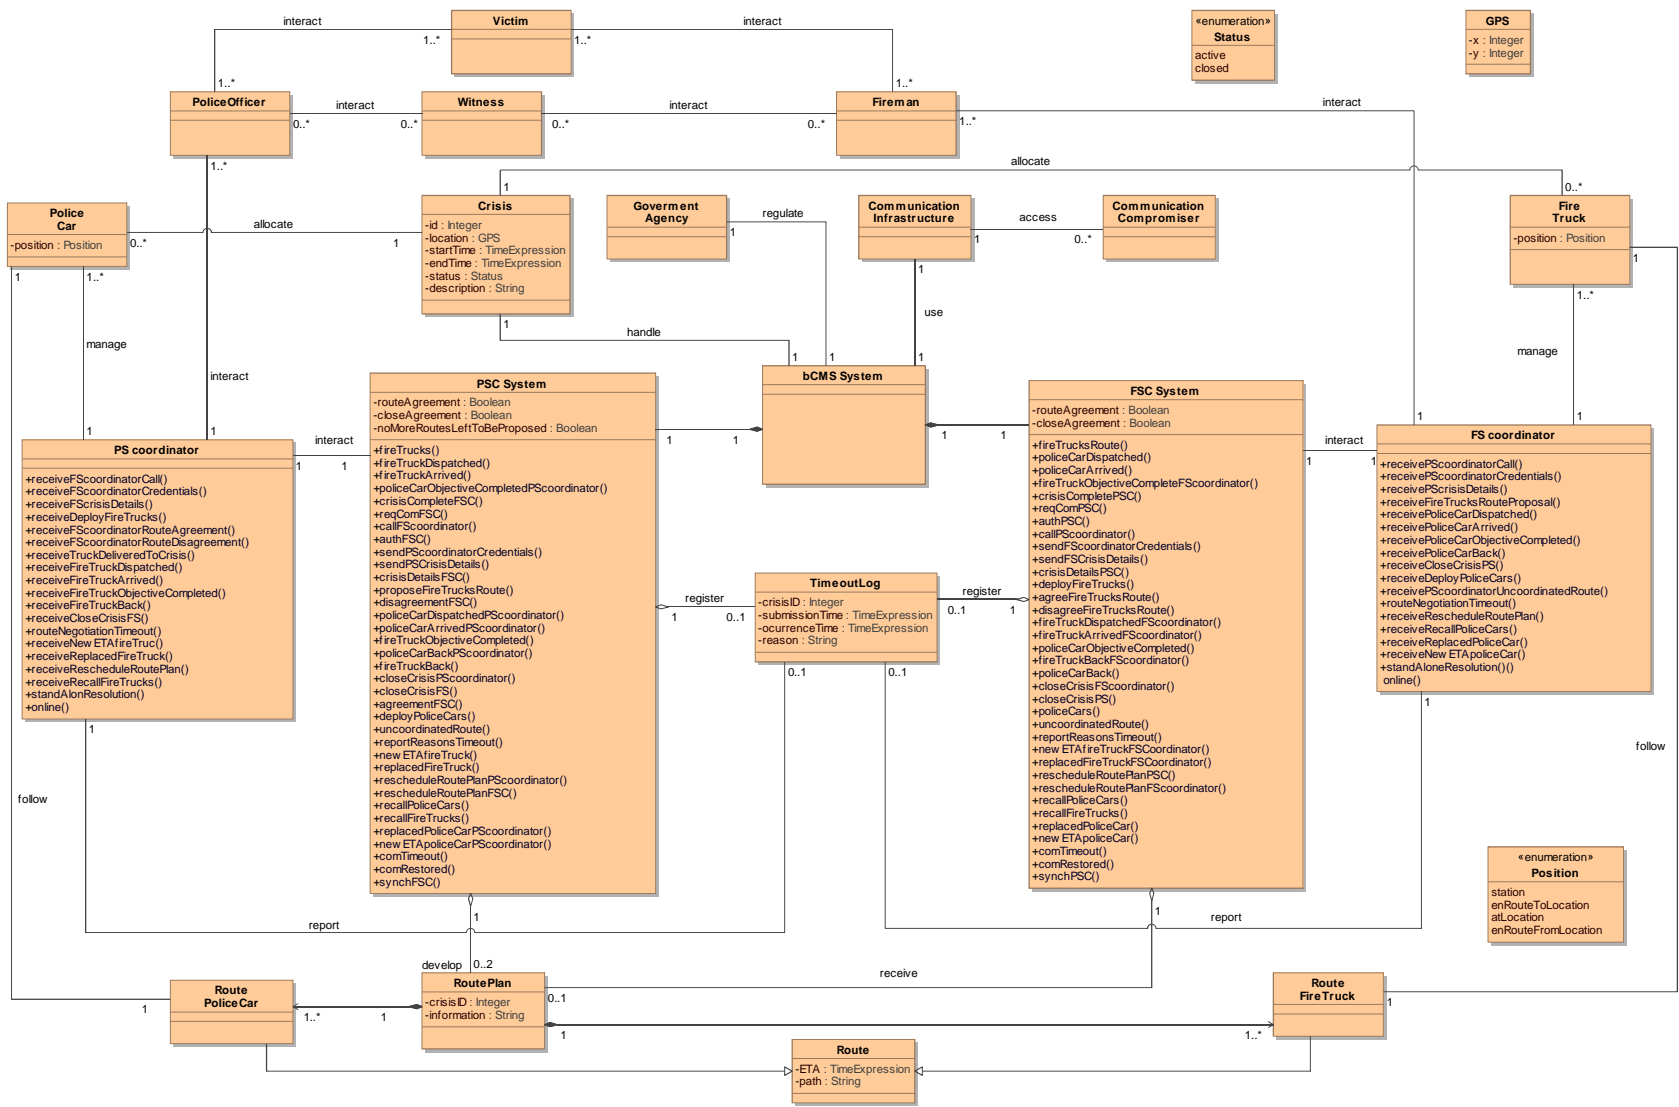 interact
interact
Victim
1..*
1..*
1..*
1..*
«enumeration»
Status
active
closed
GPS
-x : Integer
-y : Integer
PoliceOfficer
interact
Witness
interact
Fireman
interact
0..*
0..*
0..*
0..*
1..*
1..*
allocate
1
0..*
Police
Car
-position : Position
0..*
allocate
1
Crisis
-id : Integer
-location : GPS
-startTime : TimeExpression
-endTime : TimeExpression
-status : Status
-description : String
Goverment
Agency
regulate
1
Communication
Infrastructure
access
1
0..*
Communication
Compromiser
Fire
Truck
-position : Position
1
1..*
1
1..*
1
1
handle
use
manage
interact
manage
1
1
1
PSC System
-routeAgreement : Boolean
-closeAgreement : Boolean
-noMoreRoutesLeftToBeProposed : Boolean
+fireTrucks()
+fireTruckDispatched()
+fireTruckArrived()
+policeCarObjectiveCompletedPScoordinator()
+crisisCompleteFSC()
+reqComFSC()
+callFScoordinator()
+authFSC()
+sendPScoordinatorCredentials()
+sendPSCrisisDetails()
+crisisDetailsFSC()
+proposeFireTrucksRoute()
+disagreementFSC()
+policeCarDispatchedPScoordinator()
+policeCarArrivedPScoordinator()
+fireTruckObjectiveCompleted()
+policeCarBackPScoordinator()
+fireTruckBack()
+closeCrisisPScoordinator()
+closeCrisisFS()
+agreementFSC()
+deployPoliceCars()
+uncoordinatedRoute()
+reportReasonsTimeout()
+new ETAfireTruck()
+replacedFireTruck()
+rescheduleRoutePlanPScoordinator()
+rescheduleRoutePlanFSC()
+recallPoliceCars()
+recallFireTrucks()
+replacedPoliceCarPScoordinator()
+new ETApoliceCarPScoordinator()
+comTimeout()
+comRestored()
+synchFSC()
bCMS System
1
1
1
1
FSC System
-routeAgreement : Boolean
-closeAgreement : Boolean
+fireTrucksRoute()
+policeCarDispatched()
+policeCarArrived()
+fireTruckObjectiveCompleteFScoordinator()
+crisisCompletePSC()
+reqComPSC()
+authPSC()
+callPScoordinator()
+sendFScoordinatorCredentials()
+sendFSCrisisDetails()
+crisisDetailsPSC()
+deployFireTrucks()
+agreeFireTrucksRoute()
+disagreeFireTrucksRoute()
+fireTruckDispatchedFScoordinator()
+fireTruckArrivedFScoordinator()
+policeCarObjectiveCompleted()
+fireTruckBackFScoordinator()
+policeCarBack()
+closeCrisisFScoordinator()
+closeCrisisPS()
+policeCars()
+uncoordinatedRoute()
+reportReasonsTimeout()
+new ETAfireTruckFSCoordinator()
+replacedFireTruckFSCoordinator()
+rescheduleRoutePlanPSC()
+rescheduleRoutePlanFScoordinator()
+recallPoliceCars()
+recallFireTrucks()
+replacedPoliceCar()
+new ETApoliceCar()
+comTimeout()
+comRestored()
+synchPSC()
1
1
1
1
PS coordinator
+receiveFScoordinatorCall()
+receiveFScoordinatorCredentials()
+receiveFScrisisDetails()
+receiveDeployFireTrucks()
+receiveFScoordinatorRouteAgreement()
+receiveFScoordinatorRouteDisagreement()
+receiveTruckDeliveredToCrisis()
+receiveFireTruckDispatched()
+receiveFireTruckArrived()
+receiveFireTruckObjectiveCompleted()
+receiveFireTruckBack()
+receiveCloseCrisisFS()
+routeNegotiationTimeout()
+receiveNew ETAfireTruc()
+receiveReplacedFireTruck()
+receiveRescheduleRoutePlan()
+receiveRecallFireTrucks()
+standAlonResolution()
+online()
interact
1
1
interact
1
1
FS coordinator
+receivePScoordinatorCall()
+receivePScoordinatorCredentials()
+receivePScrisisDetails()
+receiveFireTrucksRouteProposal()
+receivePoliceCarDispatched()
+receivePoliceCarArrived()
+receivePoliceCarObjectiveCompleted()
+receivePoliceCarBack()
+receiveCloseCrisisPS()
+receiveDeployPoliceCars()
+receivePScoordinatorUncoordinatedRoute()
+routeNegotiationTimeout()
+receiveRescheduleRoutePlan()
+receiveRecallPoliceCars()
+receiveReplacedPoliceCar()
+receiveNew ETApoliceCar()
+standAloneResolution()()
online()
register
1
0..1
TimeoutLog
-crisisID : Integer
-submissionTime : TimeExpression
-ocurrenceTime : TimeExpression
-reason : String
register
0..1
1
0..1
0..1
1
1
follow
follow
«enumeration»
Position
station
enRouteToLocation
atLocation
enRouteFromLocation
report
1
1
report
develop
0..2
receive
Route
PoliceCar
1
1..*
1
RoutePlan
-crisisID : Integer
-information : String
0..1
1
1..*
Route
FireTruck
1
Route
-ETA : TimeExpression
-path : String